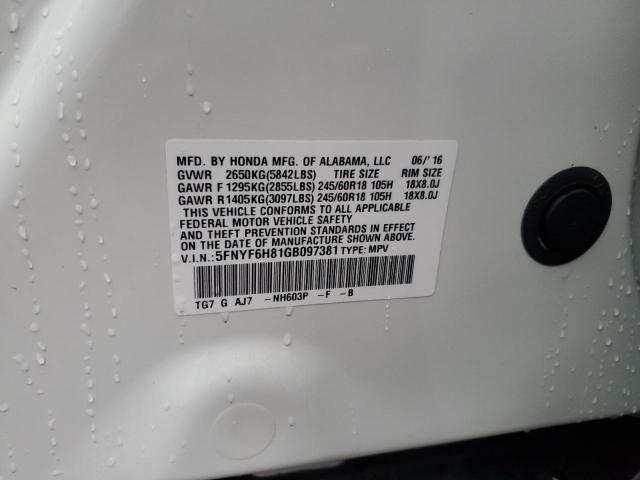 MFD. BY HONDA MFG. OF ALABAMA, LLC 06/'16
GVWR 2650KG(5842LBS) TIRE SIZE RIM SIZE
GAWR F 1295KG(2855LBS) 245/60R18 105H 18X8.0J
GAWR R1405KG(3097LBS) 245/60R18 105H 18X8.0J
THIS VEHICLE CONFORMS TO ALL APPLICABLE
FEDERAL MOTOR VEHICLE SAFETY
AND THEFT PREVENTION STANDARDS IN EFFECT
ON THE DATE OF MANUFACTURE SHOWN ABOVE.
V.I.N.:5FNYF6H81GB097381 TYPE: MPV
TG7 G AJ7 -NH603P -F -B